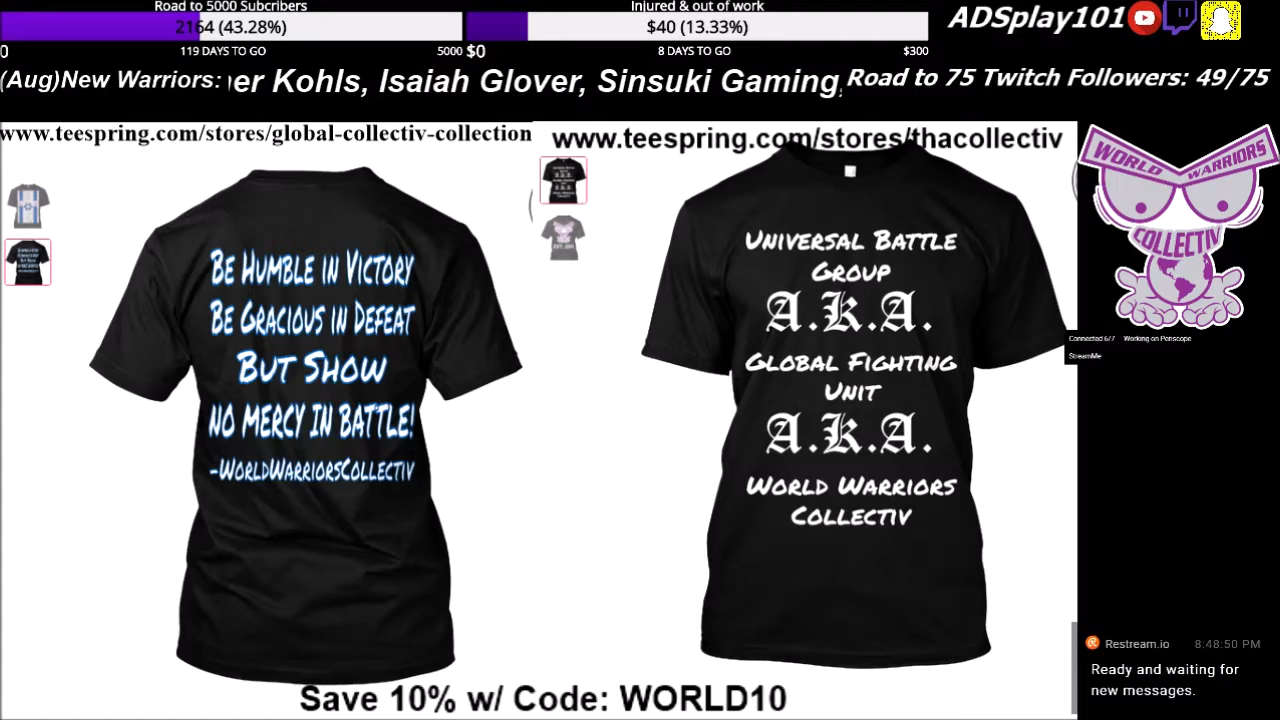 Road to 5000 Subcribers
2164 (43.28%)
0
119 DAYS TO GO
5000
Injured & out of work
$40 (13.33%)
$0
8 DAYS TO GO
$300
ADSplay101
(Aug)New Warriors:
er Kohls, Isaiah Glover, Sinsuki Gaming,
Road to 75 Twitch Followers: 49/75
www.teespring.com/stores/global-collectiv-collection
www.teespring.com/stores/thacollectiv
Be Humble in Victory
Be Gracious in Defeat
But Show
No Mercy in Battle!
-WorldWarriorsCollectiv
Universal Battle
Group
A.k.A.
Global Fighting
Unit
A.k.A.
World Warriors
Collectiv
WORLD WARRIORS
COLLECTIV
Connected 6/7 Working on Periscope
StreamMe
Restream.io 8:48:50 PM
Ready and waiting for
new messages.
Save 10% w/ Code: WORLD10